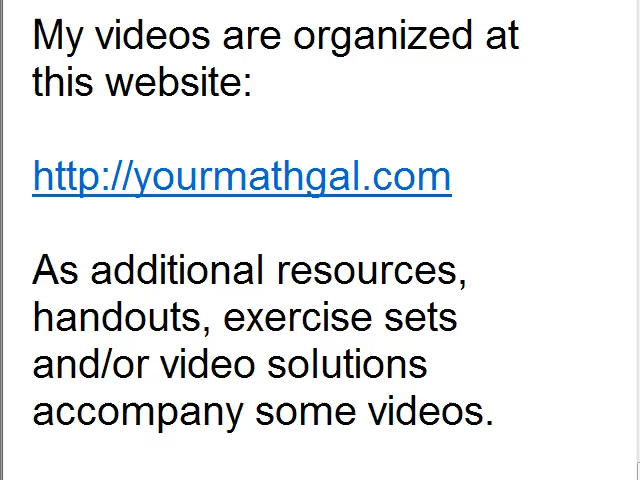 My videos are organized at
this website:
http://yourmathgal.com
As additional resources,
handouts, exercise sets
and/or video solutions
accompany some videos.